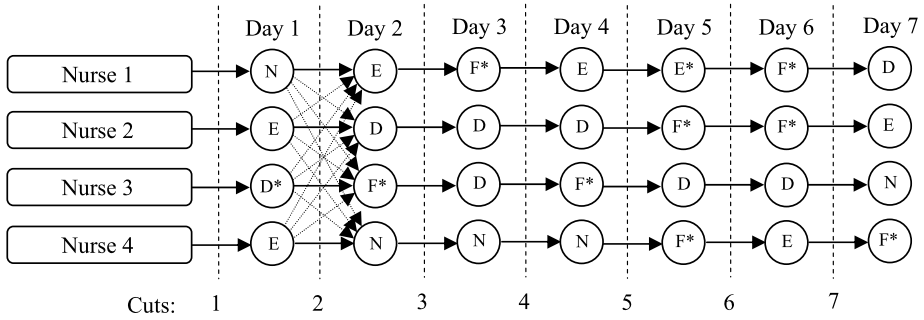 Day 1 Day 2 Day 3 Day 4 Day 5 Day 6 Day 7
Nurse 1 N E F* E E* F* D
Nurse 2 E D D D F* F* E
Nurse 3 D* F* D F* D D N
Nurse 4 E N N N F* E F*
Cuts: 1 2 3 4 5 6 7